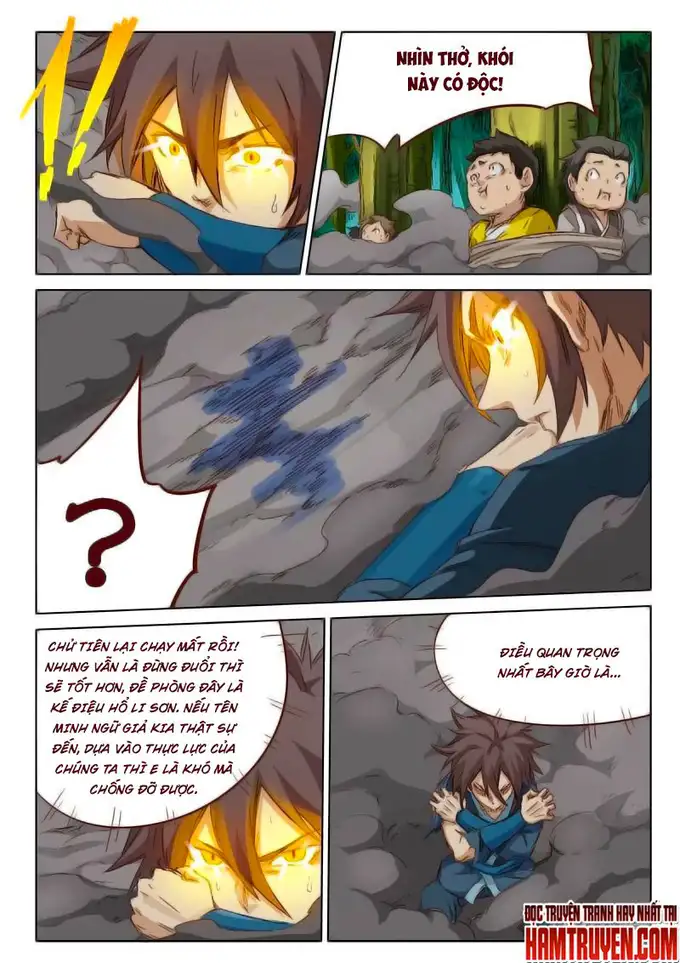 !!
NHÌN THỞ, KHÓI
NÀY CÓ ĐỘC!
?
CHỬ TIÊN LẠI CHẠY MẤT RỒI!
NHƯNG VẪN LÀ ĐỪNG ĐUỔI THÌ
SẼ TỐT HƠN, ĐỀ PHÒNG ĐÂY LÀ
KẾ ĐIỆU HỔ LI SƠN. NẾU TÊN
MINH NGỮ GIẢ KIA THẬT SỰ
ĐẾN, DỰA VÀO THỰC LỰC CỦA
CHÚNG TA THÌ E LÀ KHÓ MÀ
CHỐNG ĐỠ ĐƯỢC.
ĐIỀU QUAN TRỌNG
NHẤT BÂY GIỜ LÀ...
ĐỌC TRUYỆN TRANH HAY NHẤT TẠI
HAMTRUYEN.COM